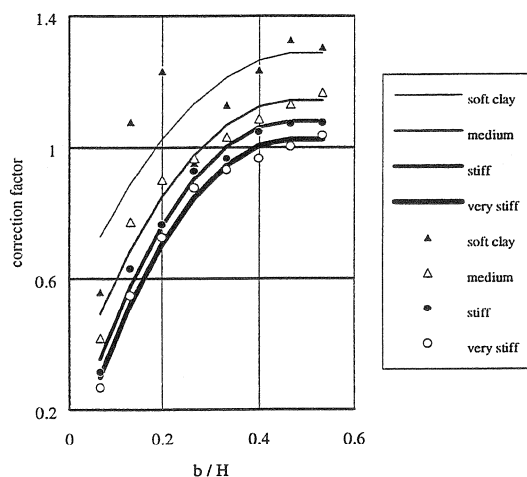 1.4
1
0.6
0.2
correction factor
0
0.2
0.4
0.6
b / H
soft clay
medium
stiff
very stiff
soft clay
medium
stiff
very stiff